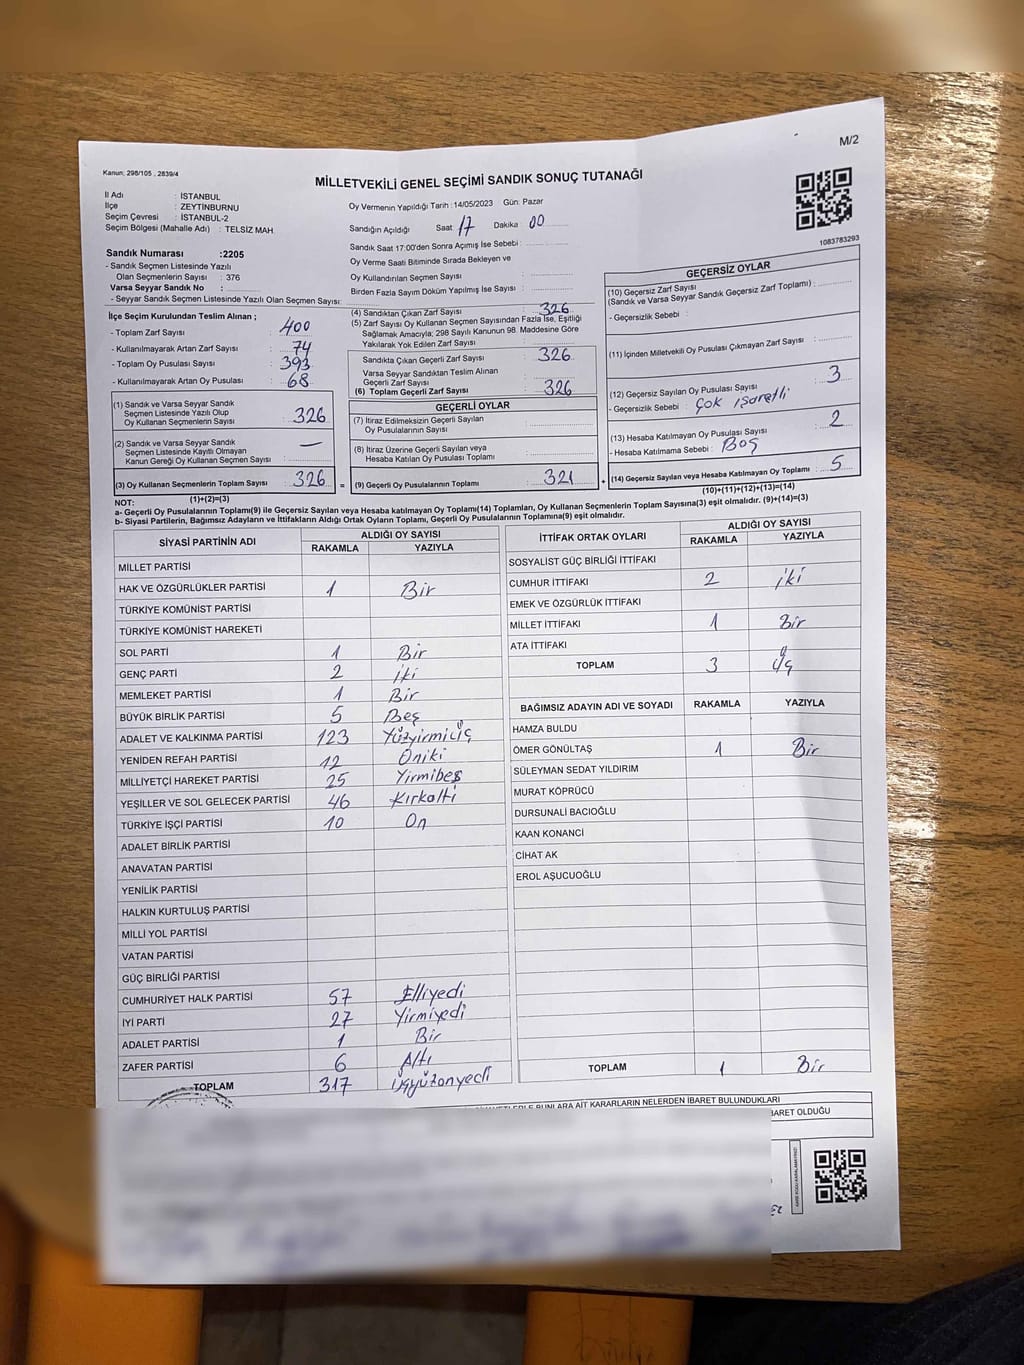 M/2
Kanun: 298/105 , 2839/4
MİLLETVEKİLİ GENEL SEÇİMİ SANDIK SONUÇ TUTANAĞI
İl Adı : İSTANBUL
İlçe : ZEYTİNBURNU
Seçim Çevresi : İSTANBUL-2
Seçim Bölgesi (Mahalle Adı) : TELSİZ MAH.
Oy Vermenin Yapıldığı Tarih : 14/05/2023 Gün: Pazar
Sandığın Açıldığı Saat 17 Dakika 00
Sandık Saat 17:00'den Sonra Açımış İse Sebebi :
Oy Verme Saati Bitiminde Sırada Bekleyen ve
Oy Kullandırılan Seçmen Sayısı :
Birden Fazla Sayım Döküm Yapılmış İse Sayısı :
1083783293
Sandık Numarası :2205
- Sandık Seçmen Listesinde Yazılı
Olan Seçmenlerin Sayısı : 376
Varsa Seyyar Sandık No :
- Seyyar Sandık Seçmen Listesinde Yazılı Olan Seçmen Sayısı:
İlçe Seçim Kurulundan Teslim Alınan ;
- Toplam Zarf Sayısı : 400
- Kullanılmayarak Artan Zarf Sayısı : 74
- Toplam Oy Pusulası Sayısı : 393
- Kullanılmayarak Artan Oy Pusulası : 68
(4) Sandıktan Çıkan Zarf Sayısı : 326
(5) Zarf Sayısı Oy Kullanan Seçmen Sayısından Fazla İse, Eşitliği
Sağlamak Amacıyla; 298 Sayılı Kanunun 98. Maddesine Göre
Yakılarak Yok Edilen Zarf Sayısı :
Sandıkta Çıkan Geçerli Zarf Sayısı : 326
Varsa Seyyar Sandıktan Teslim Alınan
Geçerli Zarf Sayısı :
(6) Toplam Geçerli Zarf Sayısı : 326
GEÇERSİZ OYLAR
(10) Geçersiz Zarf Sayısı
(Sandık ve Varsa Seyyar Sandık Geçersiz Zarf Toplamı) :
- Geçersizlik Sebebi :
(11) İçinden Milletvekili Oy Pusulası Çıkmayan Zarf Sayısı :
(12) Geçersiz Sayılan Oy Pusulası Sayısı : 3
- Geçersizlik Sebebi : Çok işaretli
(13) Hesaba Katılmayan Oy Pusulası Sayısı : 2
- Hesaba Katılmama Sebebi : Boş
(14) Geçersiz Sayılan veya Hesaba Katılmayan Oy Toplamı : 5
(10)+(11)+(12)+(13)=(14)
(1) Sandık ve Varsa Seyyar Sandık
Seçmen Listesinde Yazılı Olup
Oy Kullanan Seçmenlerin Sayısı : 326
(2) Sandık ve Varsa Seyyar Sandık
Seçmen Listesinde Kayıtlı Olmayan
Kanun Gereği Oy Kullanan Seçmen Sayısı : —
(3) Oy Kullanan Seçmenlerin Toplam Sayısı : 326 =
(1)+(2)=(3)
GEÇERLİ OYLAR
(7) İtiraz Edilmeksizin Geçerli Sayılan
Oy Pusulalarının Sayısı :
(8) İtiraz Üzerine Geçerli Sayılan veya
Hesaba Katılan Oy Pusulası Toplamı :
(9) Geçerli Oy Pusulalarının Toplamı : 321 +
NOT:
a- Geçerli Oy Pusulalarının Toplamı(9) ile Geçersiz Sayılan veya Hesaba Katılmayan Oy Toplamı(14) Toplamları, Oy Kullanan Seçmenlerin Toplam Sayısına(3) eşit olmalıdır. (9)+(14)=(3)
b- Siyasi Partilerin, Bağımsız Adayların ve İttifakların Aldığı Ortak Oyların Toplamı, Geçerli Oy Pusulalarının Toplamına(9) eşit olmalıdır.
SİYASİ PARTİNİN ADI ALDIĞI OY SAYISI
RAKAMLA YAZIYLA
MİLLET PARTİSİ
HAK VE ÖZGÜRLÜKLER PARTİSİ 1 Bir
TÜRKİYE KOMÜNİST PARTİSİ
TÜRKİYE KOMÜNİST HAREKETİ
SOL PARTİ 1 Bir
GENÇ PARTİ 2 İki
MEMLEKET PARTİSİ 1 Bir
BÜYÜK BİRLİK PARTİSİ 5 Beş
ADALET VE KALKINMA PARTİSİ 123 Yüzyirmiüç
YENİDEN REFAH PARTİSİ 12 Oniki
MİLLİYETÇİ HAREKET PARTİSİ 25 Yirmibeş
YEŞİLLER VE SOL GELECEK PARTİSİ 46 Kırkaltı
TÜRKİYE İŞÇİ PARTİSİ 10 On
ADALET BİRLİK PARTİSİ
ANAVATAN PARTİSİ
YENİLİK PARTİSİ
HALKIN KURTULUŞ PARTİSİ
MİLLİ YOL PARTİSİ
VATAN PARTİSİ
GÜÇ BİRLİĞİ PARTİSİ
CUMHURİYET HALK PARTİSİ 57 Elliyedi
İYİ PARTİ 27 Yirmiyedi
ADALET PARTİSİ 1 Bir
ZAFER PARTİSİ 6 Altı
TOPLAM 317 Üçyüzonyedi
İTTİFAK ORTAK OYLARI ALDIĞI OY SAYISI
RAKAMLA YAZIYLA
SOSYALİST GÜÇ BİRLİĞİ İTTİFAKI
CUMHUR İTTİFAKI 2 İki
EMEK VE ÖZGÜRLÜK İTTİFAKI
MİLLET İTTİFAKI 1 Bir
ATA İTTİFAKI
TOPLAM 3 Üç
BAĞIMSIZ ADAYIN ADI VE SOYADI RAKAMLA YAZIYLA
HAMZA BULDU
ÖMER GÖNÜLTAŞ 1 Bir
SÜLEYMAN SEDAT YILDIRIM
MURAT KÖPRÜCÜ
DURSUNALİ BACIOĞLU
KAAN KONANCİ
CİHAT AK
EROL AŞUCUOĞLU
TOPLAM 1 Bir
BUNLARA AİT KARARLARIN NELERDEN İBARET BULUNDUKLARI
BARET OLDUĞU